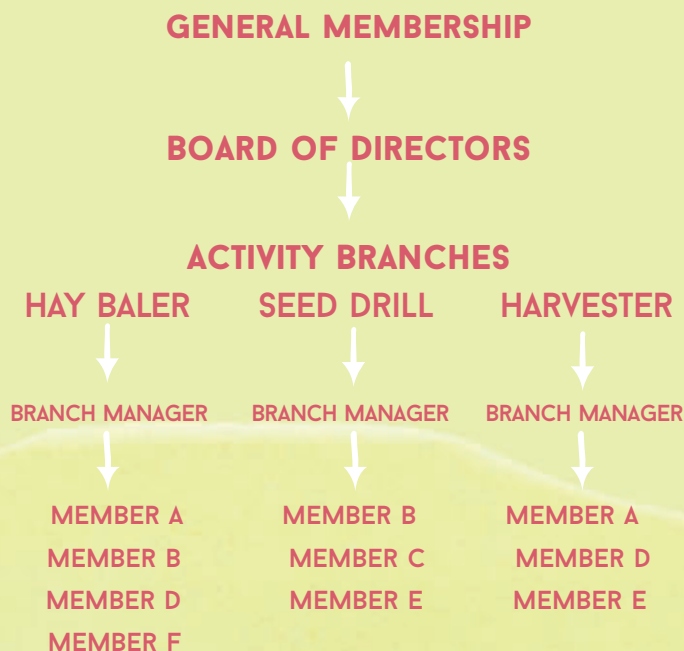 GENERAL MEMBERSHIP
BOARD OF DIRECTORS
ACTIVITY BRANCHES
HAY BALER SEED DRILL HARVESTER
BRANCH MANAGER BRANCH MANAGER BRANCH MANAGER
MEMBER A MEMBER B MEMBER A
MEMBER B MEMBER C MEMBER D
MEMBER D MEMBER E MEMBER E
MEMBER F